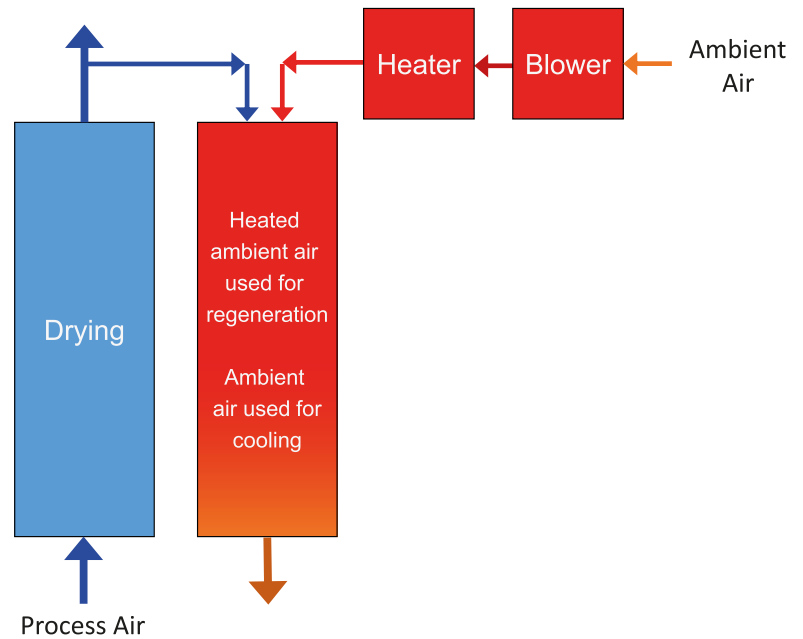 Heater
Blower
Ambient
Air
Heated
ambient air
used for
regeneration
Ambient
air used for
cooling
Drying
Process Air